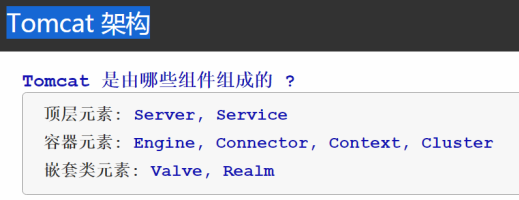 Tomcat 架构
Tomcat 是由哪些组件组成的 ?
顶层元素: Server, Service
容器元素: Engine, Connector, Context, Cluster
嵌套类元素: Valve, Realm